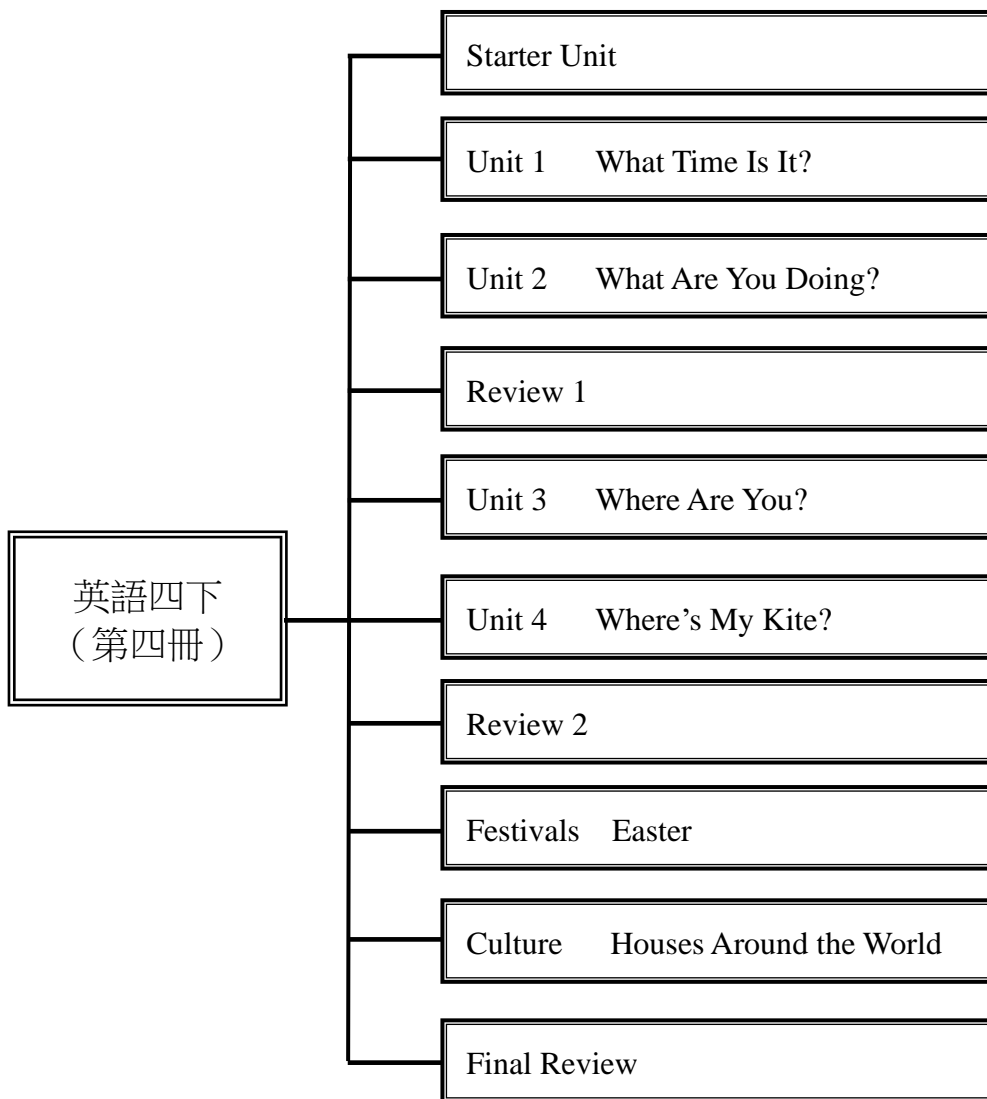 Starter Unit
Unit 1 What Time Is It?
Unit 2 What Are You Doing?
Review 1
Unit 3 Where Are You?
英語四下
（第四冊）
Unit 4 Where's My Kite?
Review 2
Festivals Easter
Culture Houses Around the World
Final Review